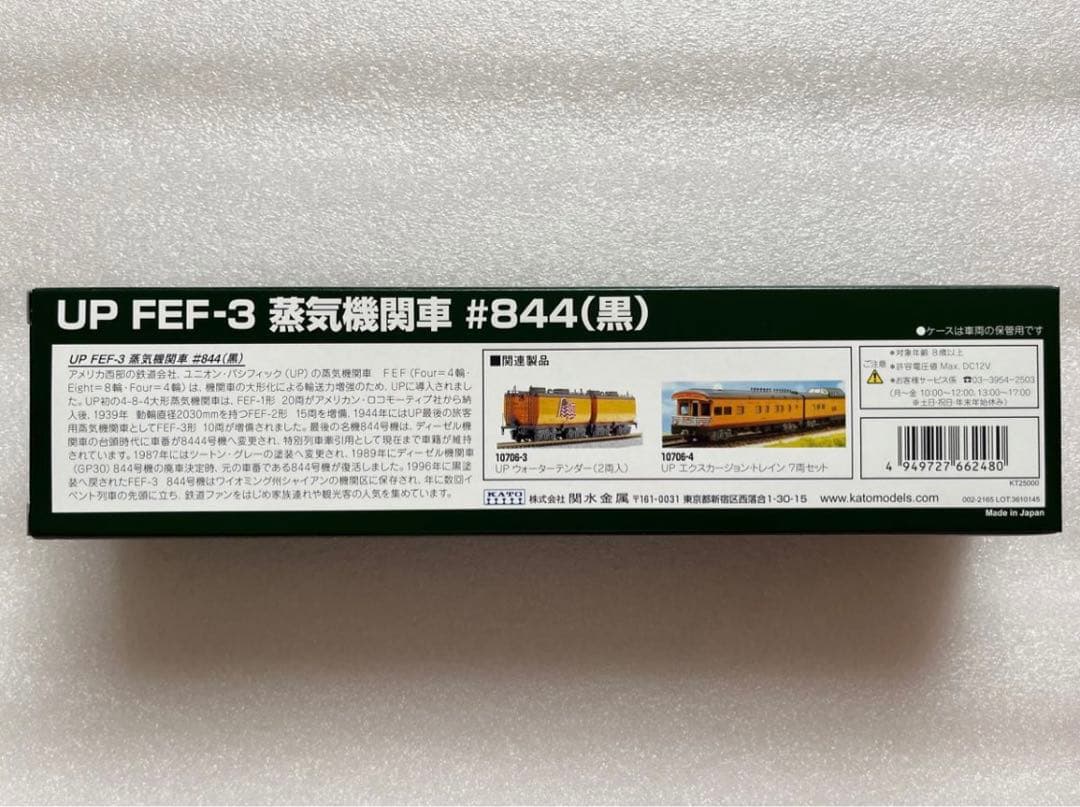 UP FEF-3 蒸気機関車 #844(黒)
●ケースは車両の保管用です
UP FEF-3 蒸気機関車 #844(黒)
アメリカ西部の鉄道会社、ユニオン・パシフィック(UP)の蒸気機関車 FEF(Four=4輪・
Eight=8輪・Four=4輪)は、機関車の大形化による輸送力増強のため、UPに導入されまし
た。UP初の4-8-4大形蒸気機関車は、FEF-1形 20両がアメリカン・ロコモーティブ社から納
入後、1939年 動輪直径2030mmを持つFEF-2形 15両を増備、1944年にはUP最後の旅客
用蒸気機関車としてFEF-3形 10両が増備されました。最後の名機844号機は、ディーゼル機
関車の台頭時代に車番が8444号機へ変更され、特別列車牽引用として現在まで車籍が維持
されています。1987年にはツートン・グレーの塗装へ変更され、1989年にディーゼル機関車
(GP30)844号機の廃車決定時、元の車番である844号機が復活しました。1996年に黒塗
装へ戻されたFEF-3 844号機はワイオミング州シャイアンの機関区に保存され、年に数回イ
ベント列車の先頭に立ち、鉄道ファンをはじめ家族連れや観光客の人気を集めています。
■関連製品
10706-3
UP ウォーターテンダー(2両入)
10706-4
UP エクスカージョントレイン 7両セット
ご注意
●対象年齢 8歳以上
●許容電圧値 Max. DC12V
●お客様サービス係 ☎03-3954-2503
(月〜金 10:00〜12:00、13:00〜17:00
※土日・祝日・年末年始休み)
4 949727 662480
KT25000
KATO 株式会社 関水金属 〒161-0031 東京都新宿区西落合1-30-15 www.katomodels.com
002-2165 LOT.3610145
Made in Japan